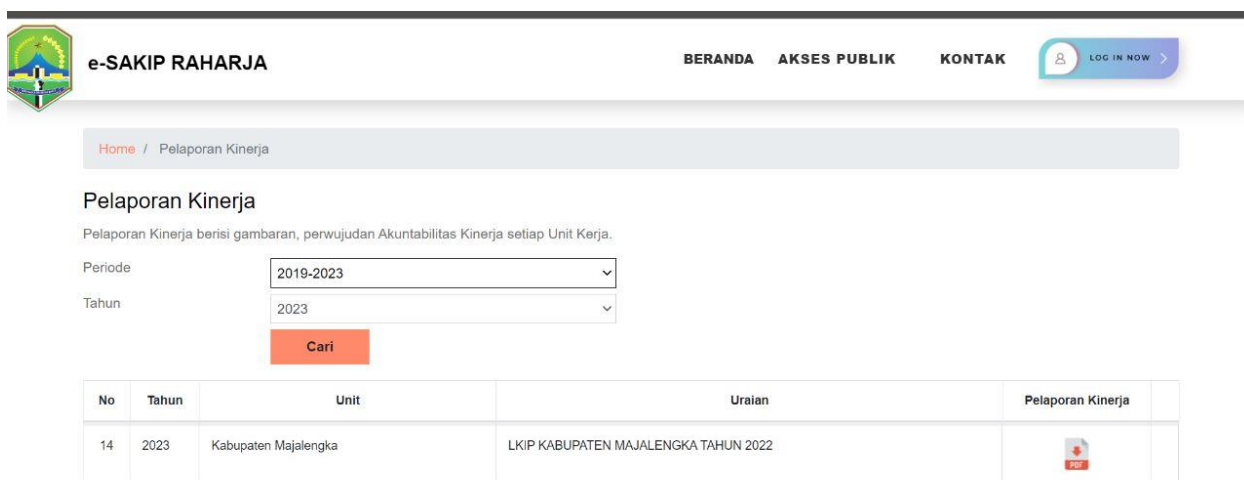 e-SAKIP RAHARJA BERANDA AKSES PUBLIK KONTAK LOG IN NOW
Home / Pelaporan Kinerja
Pelaporan Kinerja
Pelaporan Kinerja berisi gambaran, perwujudan Akuntabilitas Kinerja setiap Unit Kerja.
Periode 2019-2023
Tahun 2023
Cari
No Tahun Unit Uraian Pelaporan Kinerja
14 2023 Kabupaten Majalengka LKIP KABUPATEN MAJALENGKA TAHUN 2022 PDF